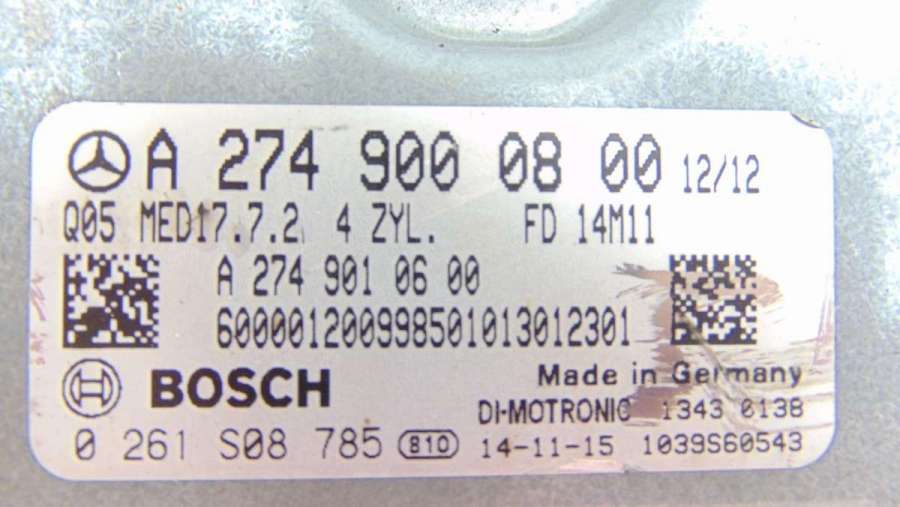 A 274 900 08 00 12/12
Q05 MED17.7.2 4 ZYL. FD 14M11
A 274 901 06 00
600001200998501013012301
Made in Germany
BOSCH
DI-MOTRONIC 1343 0138
0 261 S08 785 810 14-11-15 1039S60543